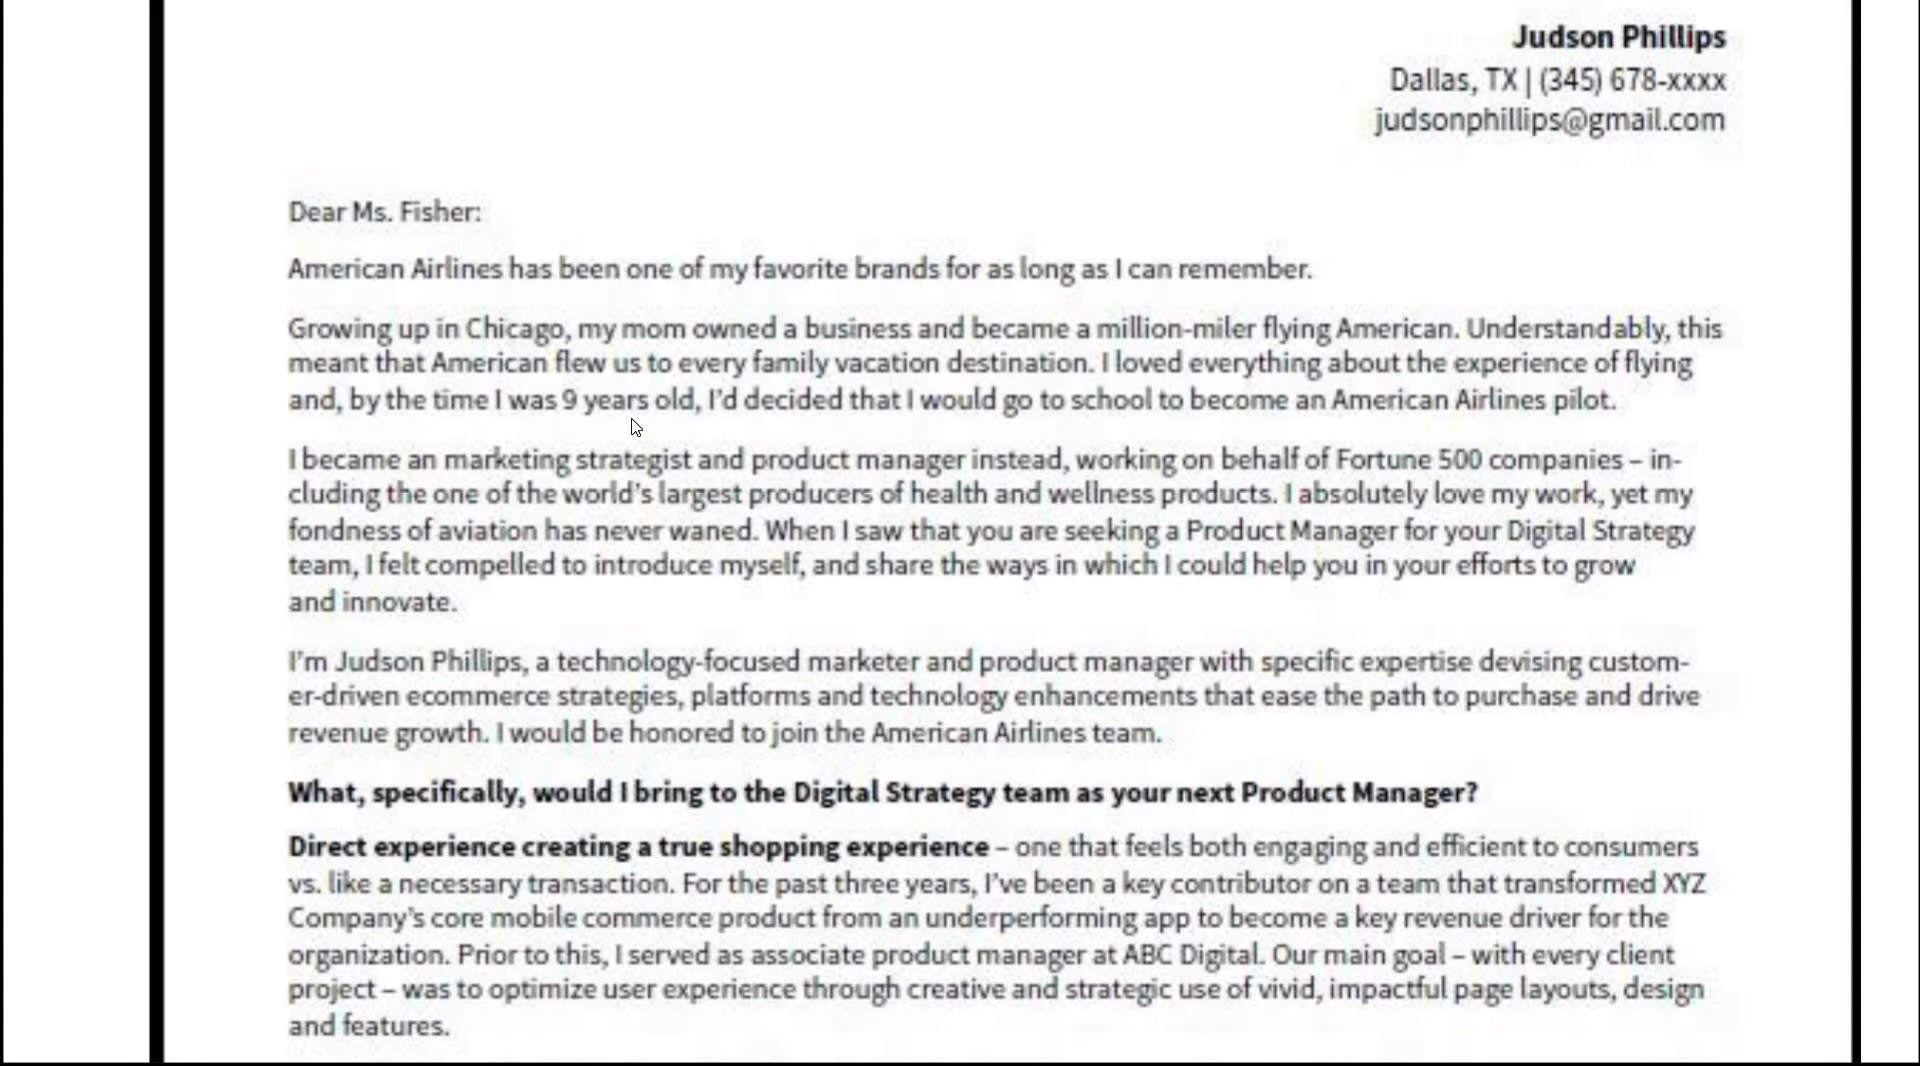 Judson Phillips
Dallas, TX | (345) 678-xxxx
judsonphillips@gmail.com
Dear Ms. Fisher:
American Airlines has been one of my favorite brands for as long as I can remember.
Growing up in Chicago, my mom owned a business and became a million-miler flying American. Understandably, this
meant that American flew us to every family vacation destination. I loved everything about the experience of flying
and, by the time I was 9 years old, I’d decided that I would go to school to become an American Airlines pilot.
I became an marketing strategist and product manager instead, working on behalf of Fortune 500 companies – in-
cluding the one of the world’s largest producers of health and wellness products. I absolutely love my work, yet my
fondness of aviation has never waned. When I saw that you are seeking a Product Manager for your Digital Strategy
team, I felt compelled to introduce myself, and share the ways in which I could help you in your efforts to grow
and innovate.
I’m Judson Phillips, a technology-focused marketer and product manager with specific expertise devising custom-
er-driven ecommerce strategies, platforms and technology enhancements that ease the path to purchase and drive
revenue growth. I would be honored to join the American Airlines team.
What, specifically, would I bring to the Digital Strategy team as your next Product Manager?
Direct experience creating a true shopping experience – one that feels both engaging and efficient to consumers
vs. like a necessary transaction. For the past three years, I’ve been a key contributor on a team that transformed XYZ
Company’s core mobile commerce product from an underperforming app to become a key revenue driver for the
organization. Prior to this, I served as associate product manager at ABC Digital. Our main goal – with every client
project – was to optimize user experience through creative and strategic use of vivid, impactful page layouts, design
and features.